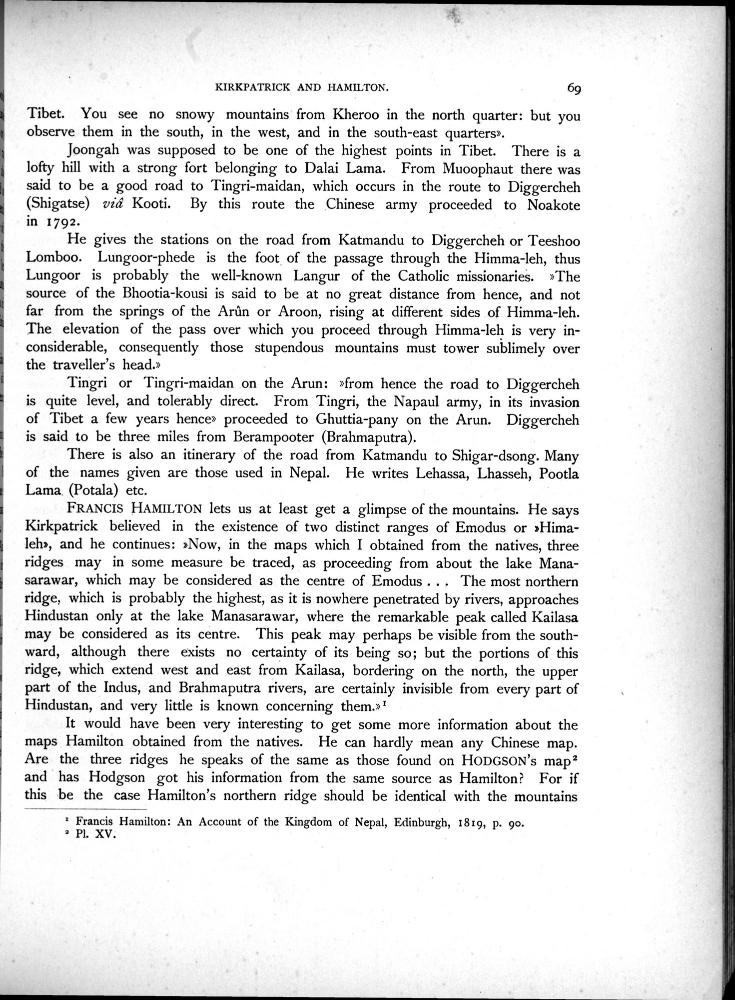 KIRKPATRICK AND HAMILTON. 69
Tibet. You see no snowy mountains from Kheroo in the north quarter: but you
observe them in the south, in the west, and in the south-east quarters».
Joongah was supposed to be one of the highest points in Tibet. There is a
lofty hill with a strong fort belonging to Dalai Lama. From Muoophaut there was
said to be a good road to Tingri-maidan, which occurs in the route to Diggercheh
(Shigatse) viâ Kooti. By this route the Chinese army proceeded to Noakote
in 1792.
He gives the stations on the road from Katmandu to Diggercheh or Teeshoo
Lomboo. Lungoor-phede is the foot of the passage through the Himma-leh, thus
Lungoor is probably the well-known Langur of the Catholic missionaries. »The
source of the Bhootia-kousi is said to be at no great distance from hence, and not
far from the springs of the Arûn or Aroon, rising at different sides of Himma-leh.
The elevation of the pass over which you proceed through Himma-leh is very in-
considerable, consequently those stupendous mountains must tower sublimely over
the traveller's head.»
Tingri or Tingri-maidan on the Arun: »from hence the road to Diggercheh
is quite level, and tolerably direct. From Tingri, the Napaul army, in its invasion
of Tibet a few years hence» proceeded to Ghuttia-pany on the Arun. Diggercheh
is said to be three miles from Berampooter (Brahmaputra).
There is also an itinerary of the road from Katmandu to Shigar-dsong. Many
of the names given are those used in Nepal. He writes Lehassa, Lhasseh, Pootla
Lama (Potala) etc.
FRANCIS HAMILTON lets us at least get a glimpse of the mountains. He says
Kirkpatrick believed in the existence of two distinct ranges of Emodus or »Hima-
leh», and he continues: »Now, in the maps which I obtained from the natives, three
ridges may in some measure be traced, as proceeding from about the lake Mana-
sarawar, which may be considered as the centre of Emodus . . . The most northern
ridge, which is probably the highest, as it is nowhere penetrated by rivers, approaches
Hindustan only at the lake Manasarawar, where the remarkable peak called Kailasa
may be considered as its centre. This peak may perhaps be visible from the south-
ward, although there exists no certainty of its being so; but the portions of this
ridge, which extend west and east from Kailasa, bordering on the north, the upper
part of the Indus, and Brahmaputra rivers, are certainly invisible from every part of
Hindustan, and very little is known concerning them.»¹
It would have been very interesting to get some more information about the
maps Hamilton obtained from the natives. He can hardly mean any Chinese map.
Are the three ridges he speaks of the same as those found on HODGSON's map²
and has Hodgson got his information from the same source as Hamilton? For if
this be the case Hamilton's northern ridge should be identical with the mountains
¹ Francis Hamilton: An Account of the Kingdom of Nepal, Edinburgh, 1819, p. 90.
² Pl. XV.